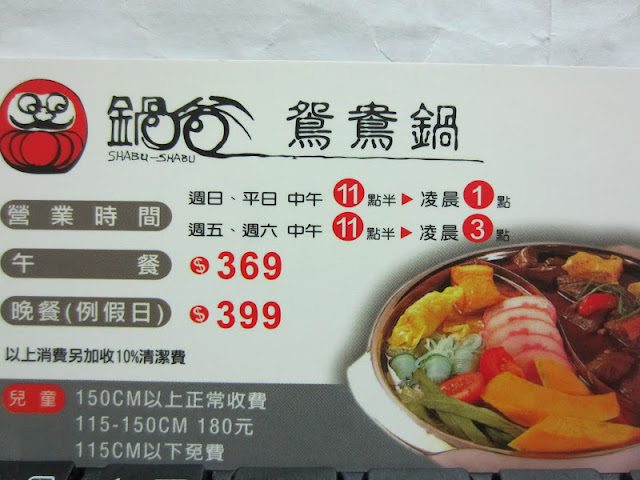 鍋爸 鴛鴦鍋
SHABU-SHABU
營業時間
週日、平日 中午 11 點半 ▶ 凌晨 1 點
週五、週六 中午 11 點半 ▶ 凌晨 3 點
午餐 $ 369
晚餐(例假日) $ 399
以上消費另加收10%清潔費
兒童 150CM以上正常收費
115-150CM 180元
115CM以下免費